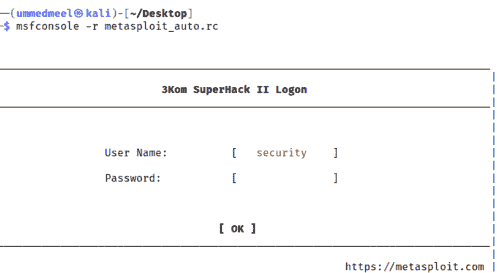 —(ummedmeel㉿kali)-[~/Desktop]
-$ msfconsole -r metasploit_auto.rc
3Kom SuperHack II Logon
User Name: [ security ]
Password: [ ]
[ OK ]
https://metasploit.com